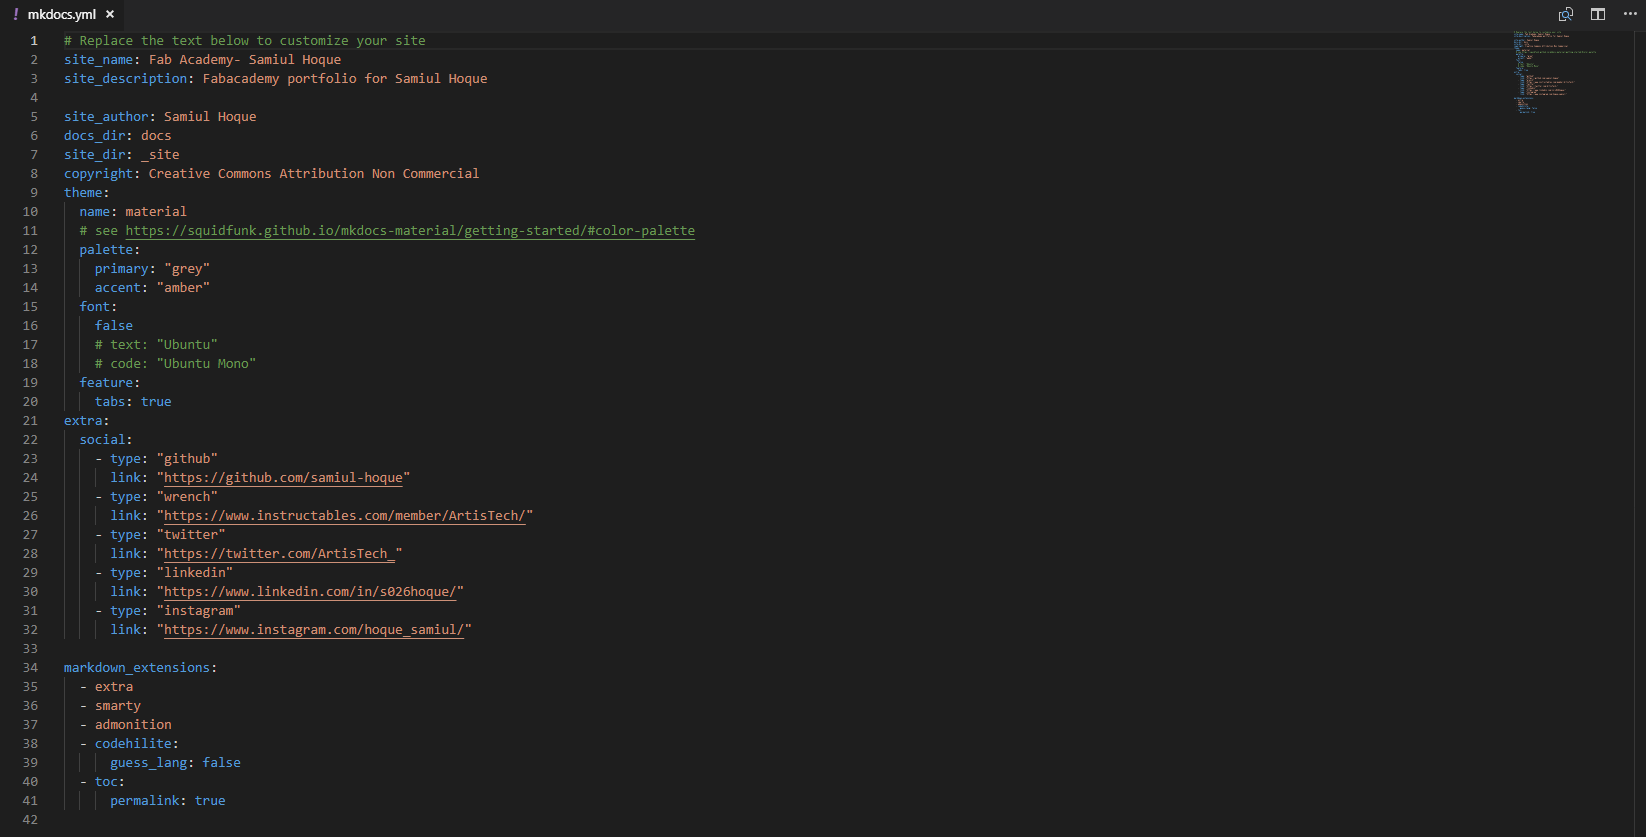 ! mkdocs.yml ×
1 # Replace the text below to customize your site
2 site_name: Fab Academy- Samiul Hoque
3 site_description: Fabacademy portfolio for Samiul Hoque
4
5 site_author: Samiul Hoque
6 docs_dir: docs
7 site_dir: _site
8 copyright: Creative Commons Attribution Non Commercial
9 theme:
10   name: material
11   # see https://squidfunk.github.io/mkdocs-material/getting-started/#color-palette
12   palette:
13     primary: "grey"
14     accent: "amber"
15   font:
16     false
17     # text: "Ubuntu"
18     # code: "Ubuntu Mono"
19   feature:
20     tabs: true
21 extra:
22   social:
23     - type: "github"
24       link: "https://github.com/samiul-hoque"
25     - type: "wrench"
26       link: "https://www.instructables.com/member/ArtisTech/"
27     - type: "twitter"
28       link: "https://twitter.com/ArtisTech_"
29     - type: "linkedin"
30       link: "https://www.linkedin.com/in/s026hoque/"
31     - type: "instagram"
32       link: "https://www.instagram.com/hoque_samiul/"
33
34 markdown_extensions:
35   - extra
36   - smarty
37   - admonition
38   - codehilite:
39       guess_lang: false
40   - toc:
41       permalink: true
42